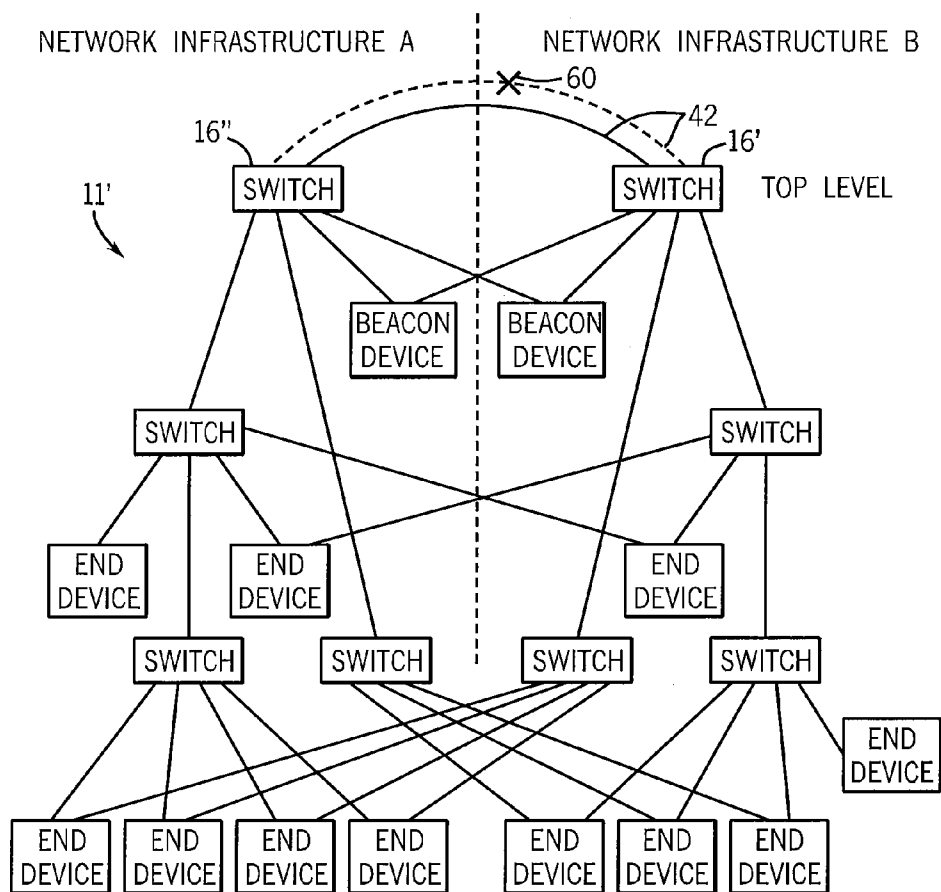 NETWORK INFRASTRUCTURE A
NETWORK INFRASTRUCTURE B
60
42
16"
16'
SWITCH
SWITCH
TOP LEVEL
11'
BEACON
DEVICE
BEACON
DEVICE
SWITCH
SWITCH
END
DEVICE
END
DEVICE
END
DEVICE
SWITCH
SWITCH
SWITCH
SWITCH
END
DEVICE
END
DEVICE
END
DEVICE
END
DEVICE
END
DEVICE
END
DEVICE
END
DEVICE
END
DEVICE